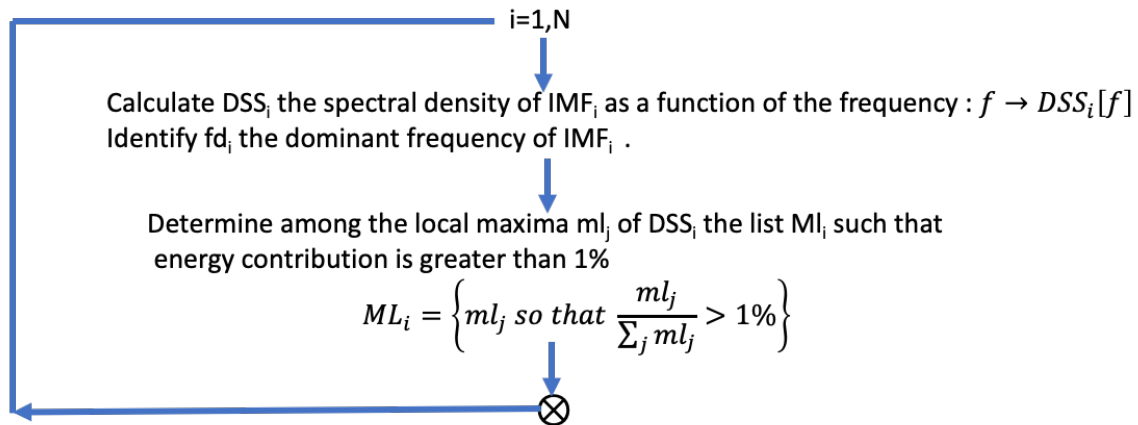 i=1,N
Calculate DSSᵢ the spectral density of IMFᵢ as a function of the frequency : 𝑓 → 𝐷𝑆𝑆ᵢ[𝑓]
Identify fdᵢ the dominant frequency of IMFᵢ .
Determine among the local maxima mlⱼ of DSSᵢ the list Mlᵢ such that
energy contribution is greater than 1%
𝑀𝐿ᵢ = {𝑚𝑙ⱼ 𝑠𝑜 𝑡ℎ𝑎𝑡 𝑚𝑙ⱼ / ∑ⱼ 𝑚𝑙ⱼ > 1%}